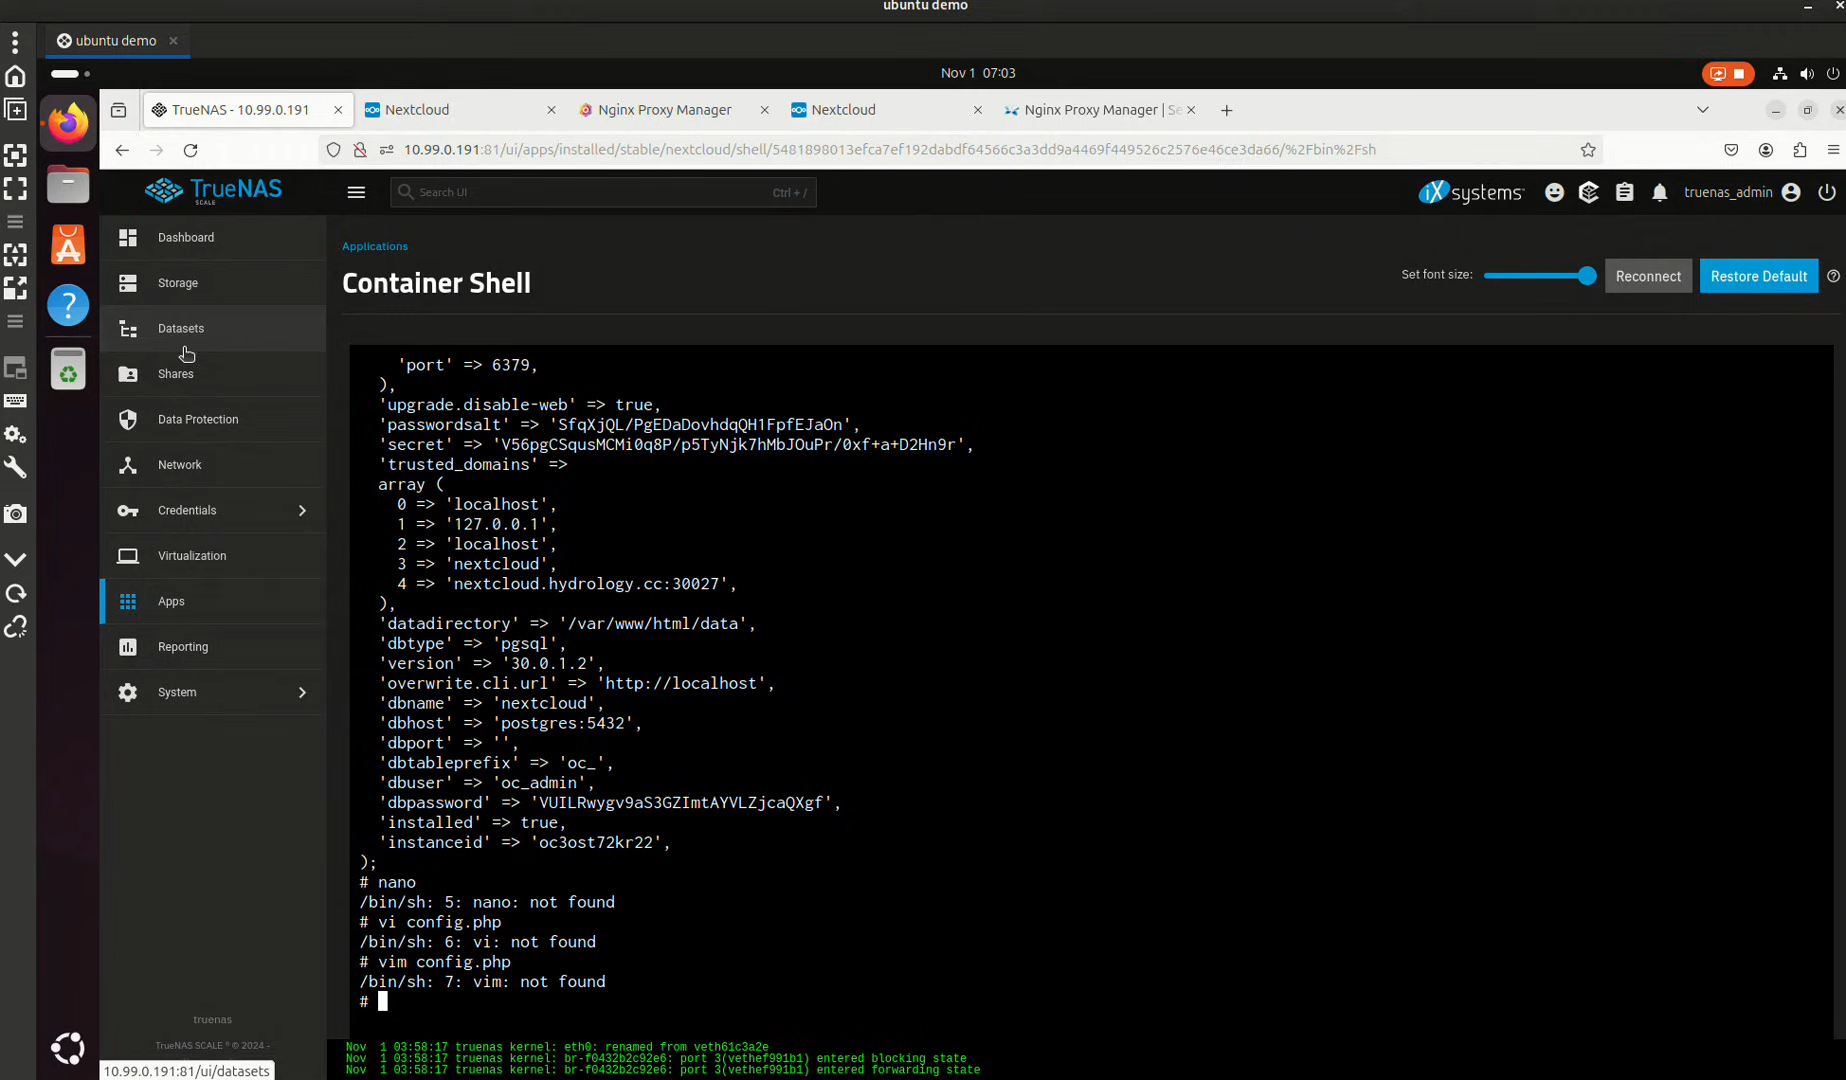 ubuntu demo
ubuntu demo
Nov 1 07:03
TrueNAS - 10.99.0.191
Nextcloud
Nginx Proxy Manager
Nextcloud
Nginx Proxy Manager | Se
10.99.0.191:81/ui/apps/installed/stable/nextcloud/shell/5481898013efca7ef192dabdf64566c3a3dd9a4469f449526c2576e46ce3da66/%2Fbin%2Fsh
TrueNAS
SCALE
Search UI
Ctrl + /
iXsystems
truenas_admin
Dashboard
Storage
Datasets
Shares
Data Protection
Network
Credentials
Virtualization
Apps
Reporting
System
truenas
TrueNAS SCALE ® © 2024 -
10.99.0.191:81/ui/datasets
Applications
Container Shell
Set font size:
Reconnect
Restore Default
'port' => 6379,
),
'upgrade.disable-web' => true,
'passwordsalt' => 'SfqXjQL/PgEDaDovhdqQH1FpfEJaOn',
'secret' => 'V56pgCSqusMCMi0q8P/p5TyNjk7hMbJOuPr/0xf+a+D2Hn9r',
'trusted_domains' =>
array (
0 => 'localhost',
1 => '127.0.0.1',
2 => 'localhost',
3 => 'nextcloud',
4 => 'nextcloud.hydrology.cc:30027',
),
'datadirectory' => '/var/www/html/data',
'dbtype' => 'pgsql',
'version' => '30.0.1.2',
'overwrite.cli.url' => 'http://localhost',
'dbname' => 'nextcloud',
'dbhost' => 'postgres:5432',
'dbport' => '',
'dbtableprefix' => 'oc_',
'dbuser' => 'oc_admin',
'dbpassword' => 'VUILRwygv9aS3GZImtAYVLZjcaQXgf',
'installed' => true,
'instanceid' => 'oc3ost72kr22',
);
# nano
/bin/sh: 5: nano: not found
# vi config.php
/bin/sh: 6: vi: not found
# vim config.php
/bin/sh: 7: vim: not found
#
Nov 1 03:58:17 truenas kernel: eth0: renamed from veth61c3a2e
Nov 1 03:58:17 truenas kernel: br-f0432b2c92e6: port 3(vethef991b1) entered blocking state
Nov 1 03:58:17 truenas kernel: br-f0432b2c92e6: port 3(vethef991b1) entered forwarding state